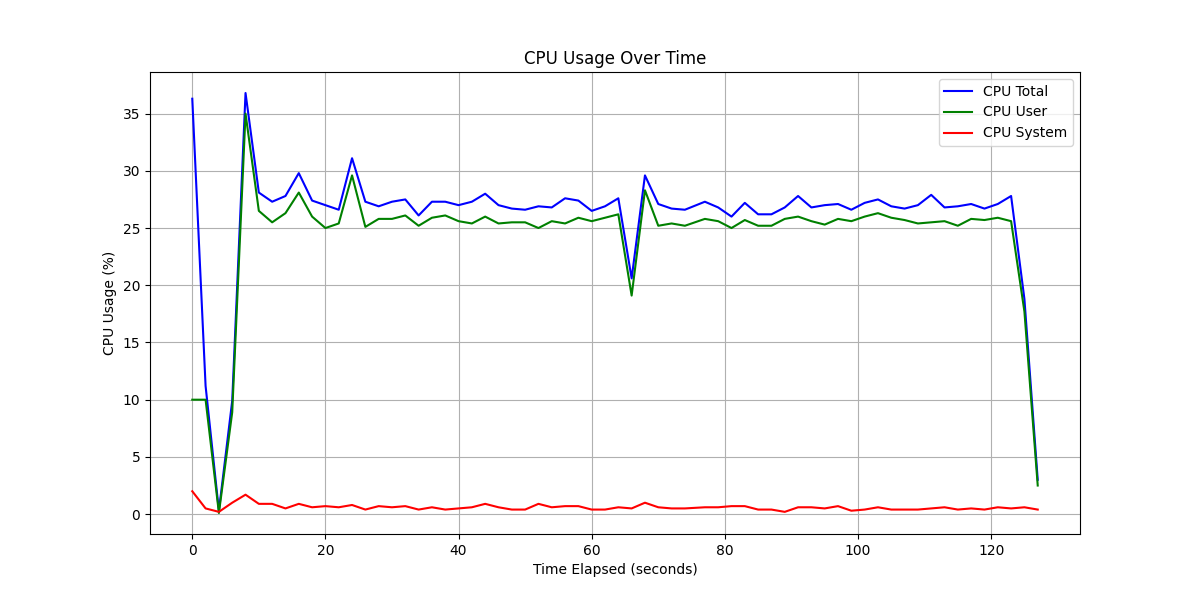 CPU Usage Over Time
CPU Total
CPU User
CPU System
CPU Usage (%)
35
30
25
20
15
10
5
0
0 20 40 60 80 100 120
Time Elapsed (seconds)